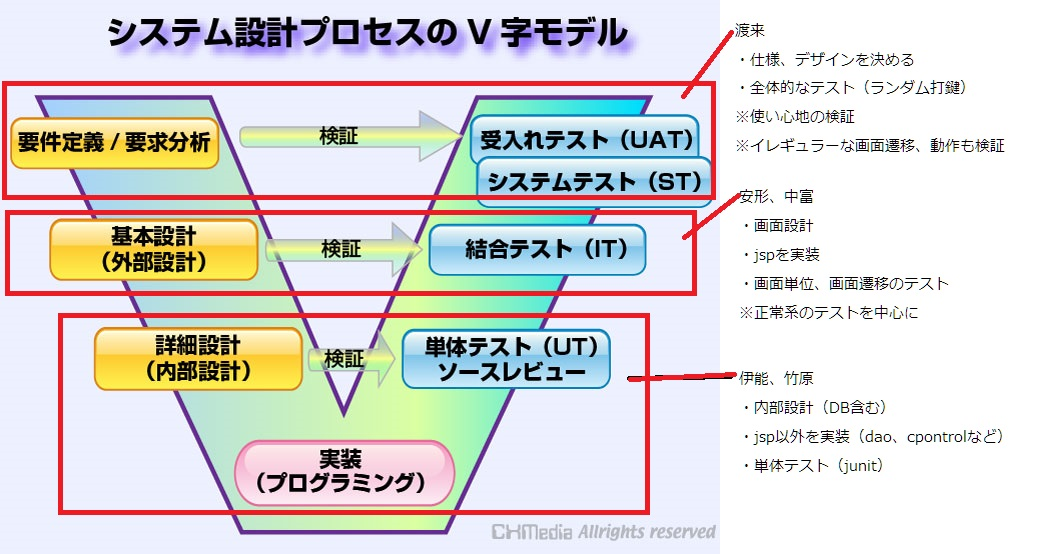 システム設計プロセスの V 字モデル
要件定義 / 要求分析
検証
受入れテスト（UAT）
システムテスト（ST）
基本設計
（外部設計）
検証
結合テスト（IT）
詳細設計
（内部設計）
検証
単体テスト（UT）
ソースレビュー
実装
（プログラミング）
CHMedia Allrights reserved
渡来
・仕様、デザインを決める
・全体的なテスト（ランダム打鍵）
※使い心地の検証
※イレギュラーな画面遷移、動作も検証
安形、中富
・画面設計
・jspを実装
・画面単位、画面遷移のテスト
※正常系のテストを中心に
伊能、竹原
・内部設計（DB含む）
・jsp以外を実装（dao、cpontrolなど）
・単体テスト（junit）